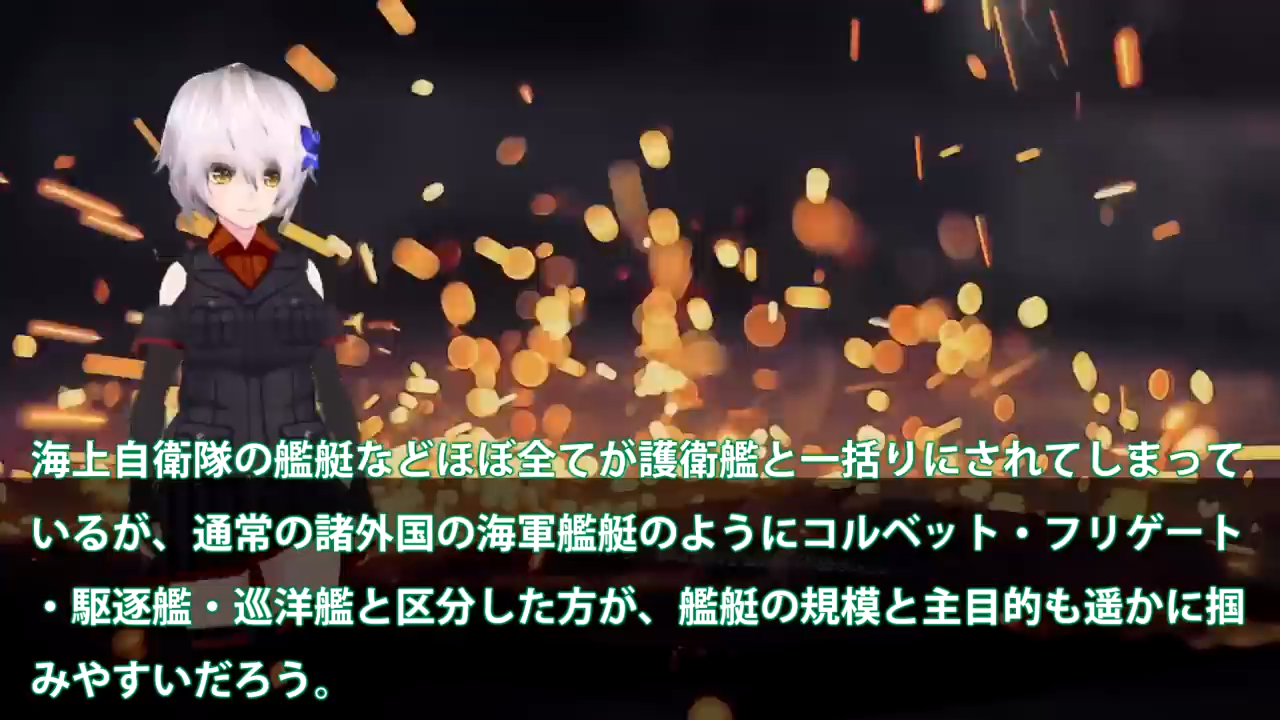 海上自衛隊の艦艇などほぼ全てが護衛艦と一括りにされてしまって
いるが、通常の諸外国の海軍艦艇のようにコルベット・フリゲート
・駆逐艦・巡洋艦と区分した方が、艦艇の規模と主目的も遥かに掴
みやすいだろう。